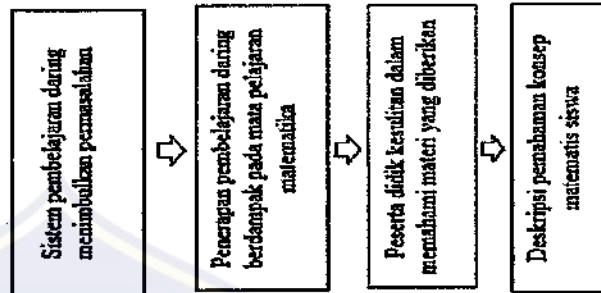 Sistem pembelajaran daring
menimbulkan permasalahan
Penerapan pembelajaran daring
berdampak pada mata pelajaran
matematika
Peserta didik kesulitan dalam
memahami materi yang diberikan
Deskripsi pemahaman konsep
matematis siswa